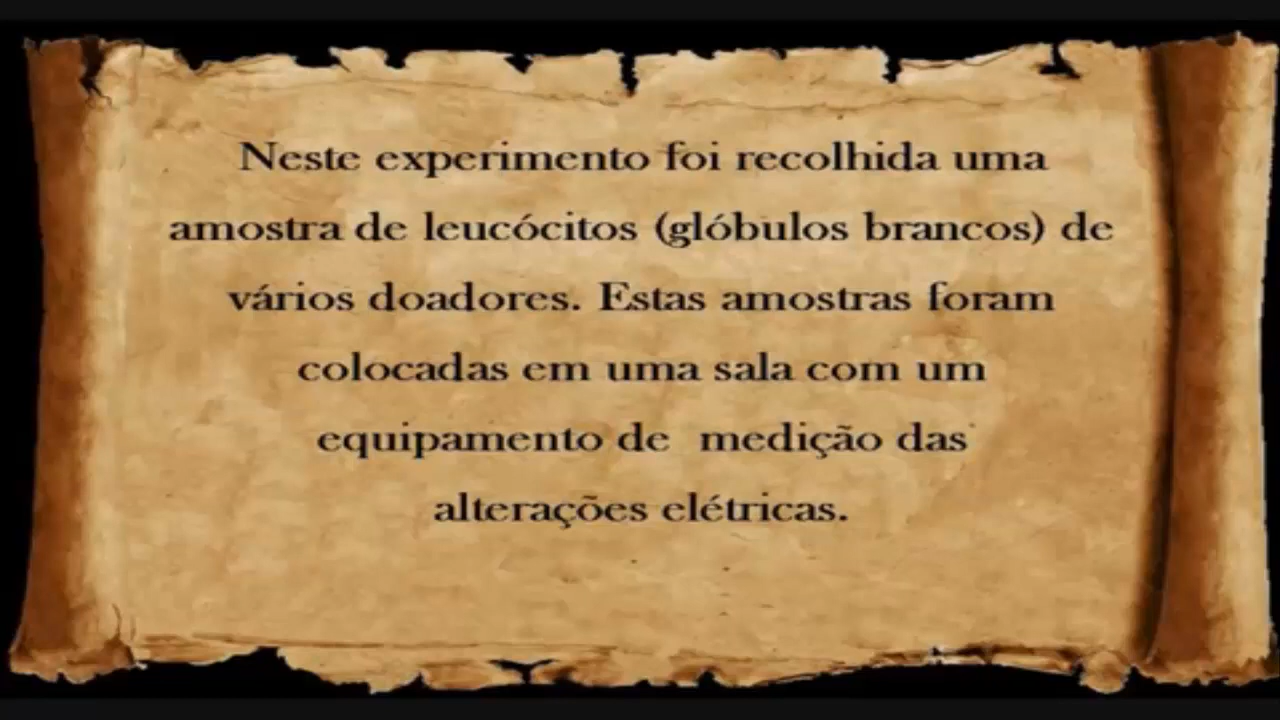 Neste experimento foi recolhida uma
amostra de leucócitos (glóbulos brancos) de
vários doadores. Estas amostras foram
colocadas em uma sala com um
equipamento de medição das
alterações elétricas.